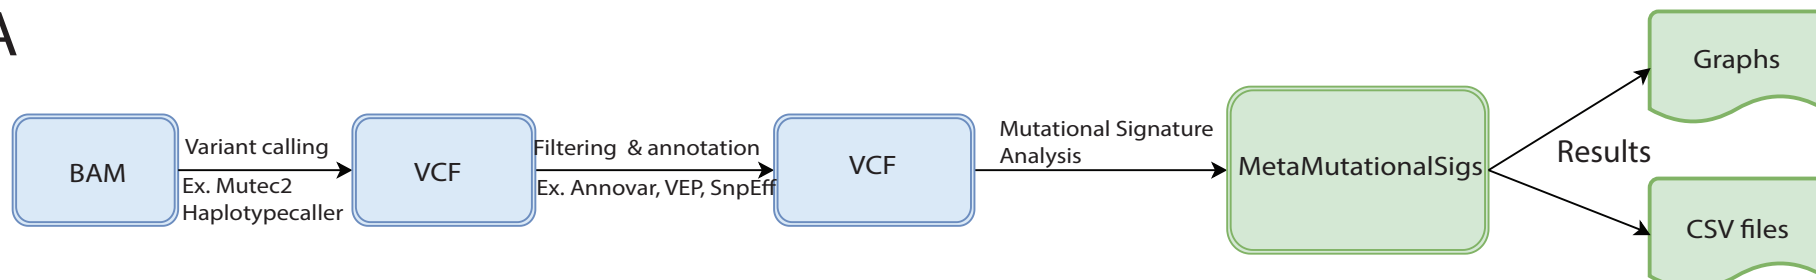 A
BAM
Variant calling
Ex. Mutec2
Haplotypecaller
VCF
Filtering & annotation
Ex. Annovar, VEP, SnpEff
VCF
Mutational Signature
Analysis
MetaMutationalSigs
Results
Graphs
CSV files